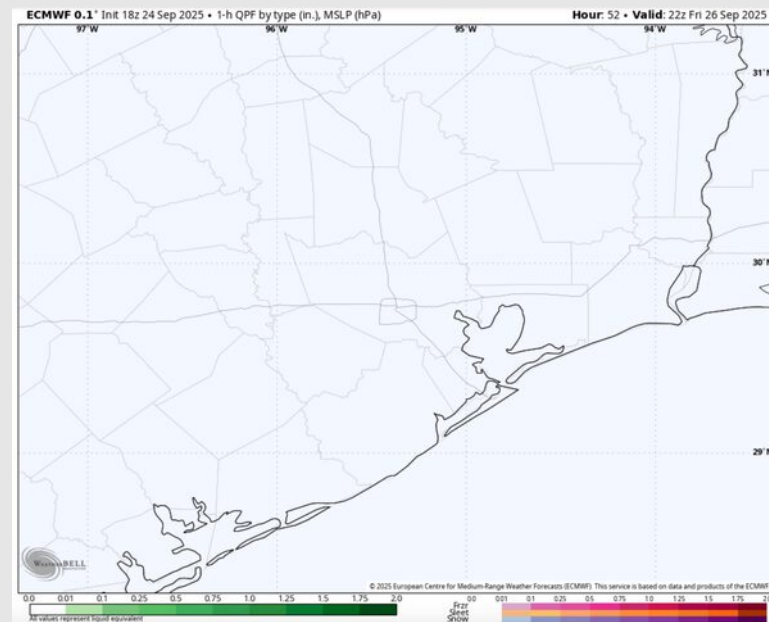 ECMWF 0.1° Init 18z 24 Sep 2025 • 1-h QPF by type (in.), MSLP (hPa)
Hour: 52 • Valid: 22z Fri 26 Sep 2025
97°W 96°W 95°W 94°W
31°N
30°N
29°N
WeatherBELL
© 2025 European Centre for Medium-Range Weather Forecasts (ECMWF). This service is based on data and products of the ECMWF
0.0 0.01 0.1 0.25 0.5 0.75 1.0 1.25 1.5 1.75 2.0
All values represent liquid equivalent
0.0 0.01 0.1 0.25 0.5 0.75 1.0 1.25 1.5 1.75 2.0
Frzr
Sleet
Snow